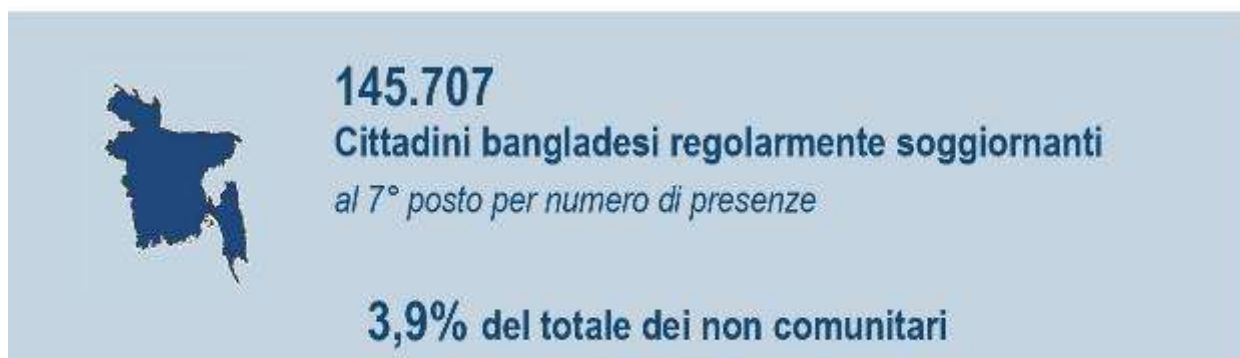 145.707
Cittadini bangladesi regolarmente soggiornanti
al 7° posto per numero di presenze
3,9% del totale dei non comunitari